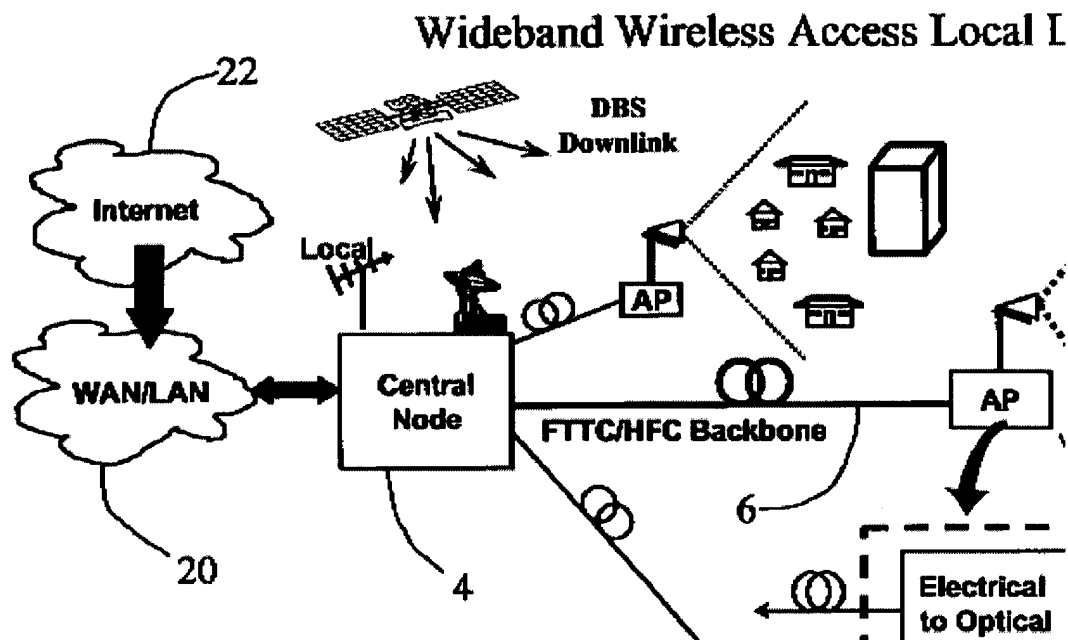 Wideband Wireless Access Local L
22
DBS
Downlink
Internet
Local
AP
WAN/LAN
Central
Node
AP
FTTC/HFC Backbone
6
20
4
Electrical
to Optical